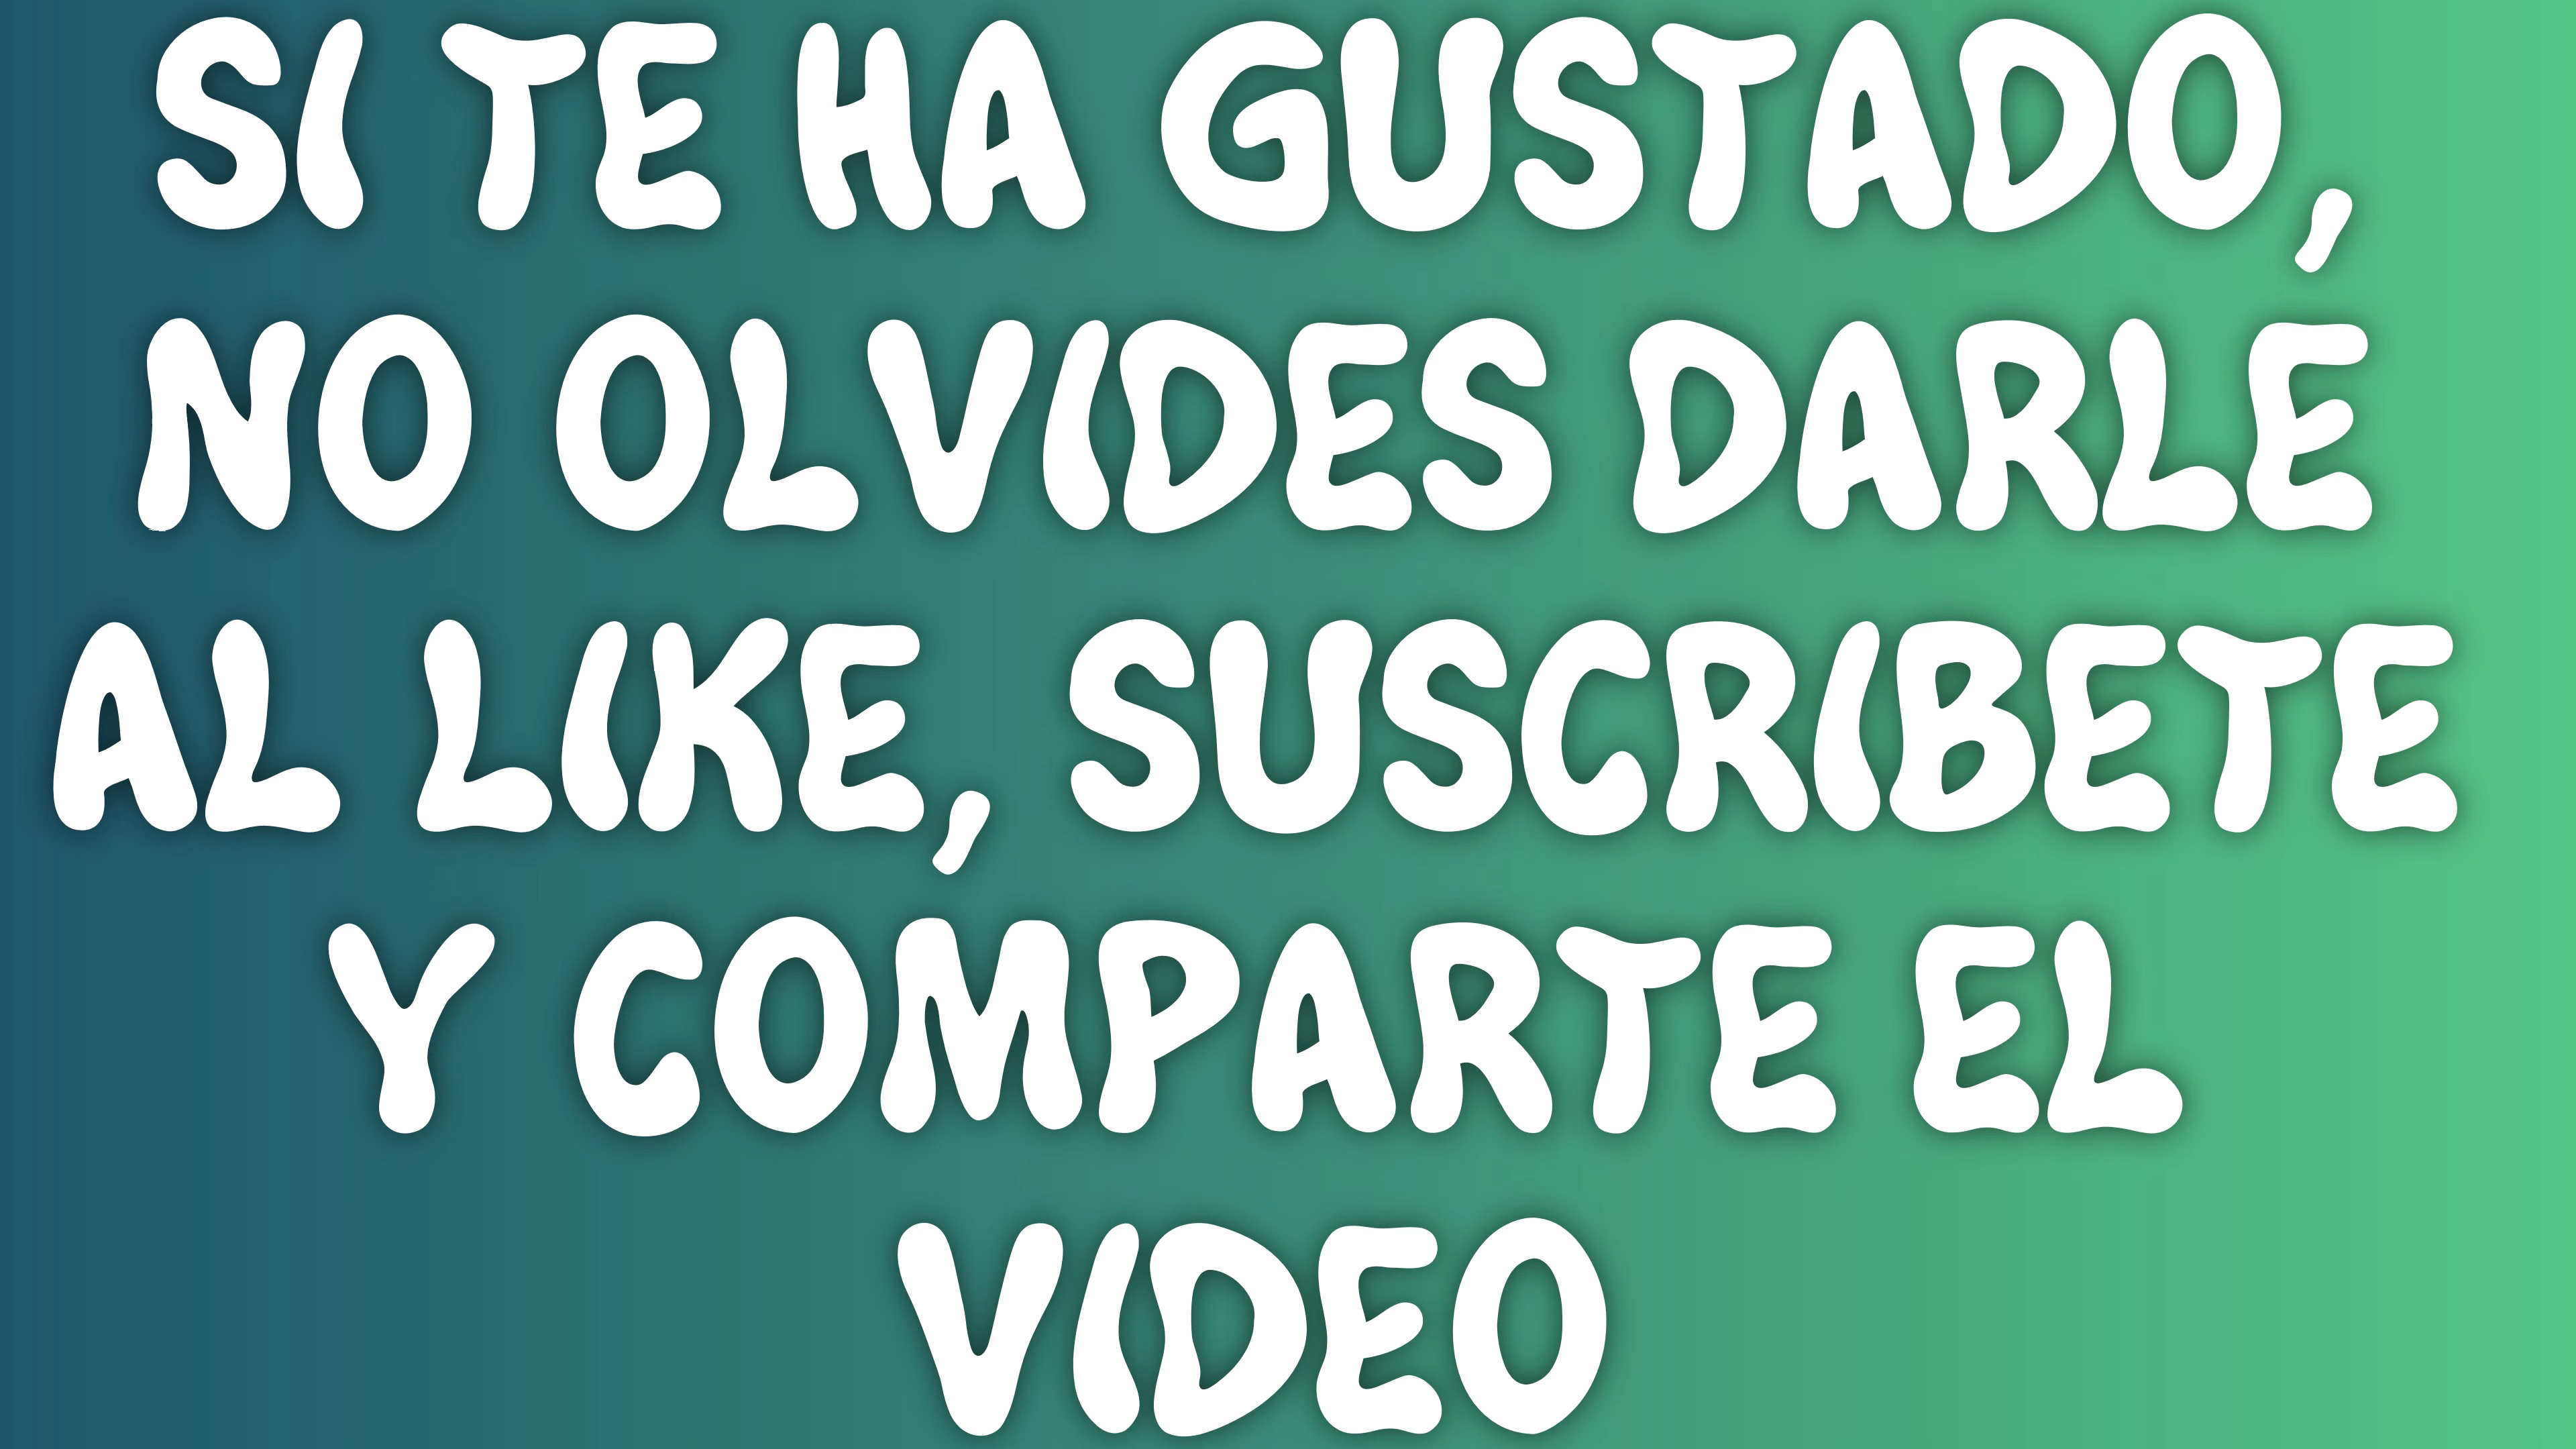 SI TE HA GUSTADO,
NO OLVIDES DARLE
AL LIKE, SUSCRIBETE
Y COMPARTE EL
VIDEO